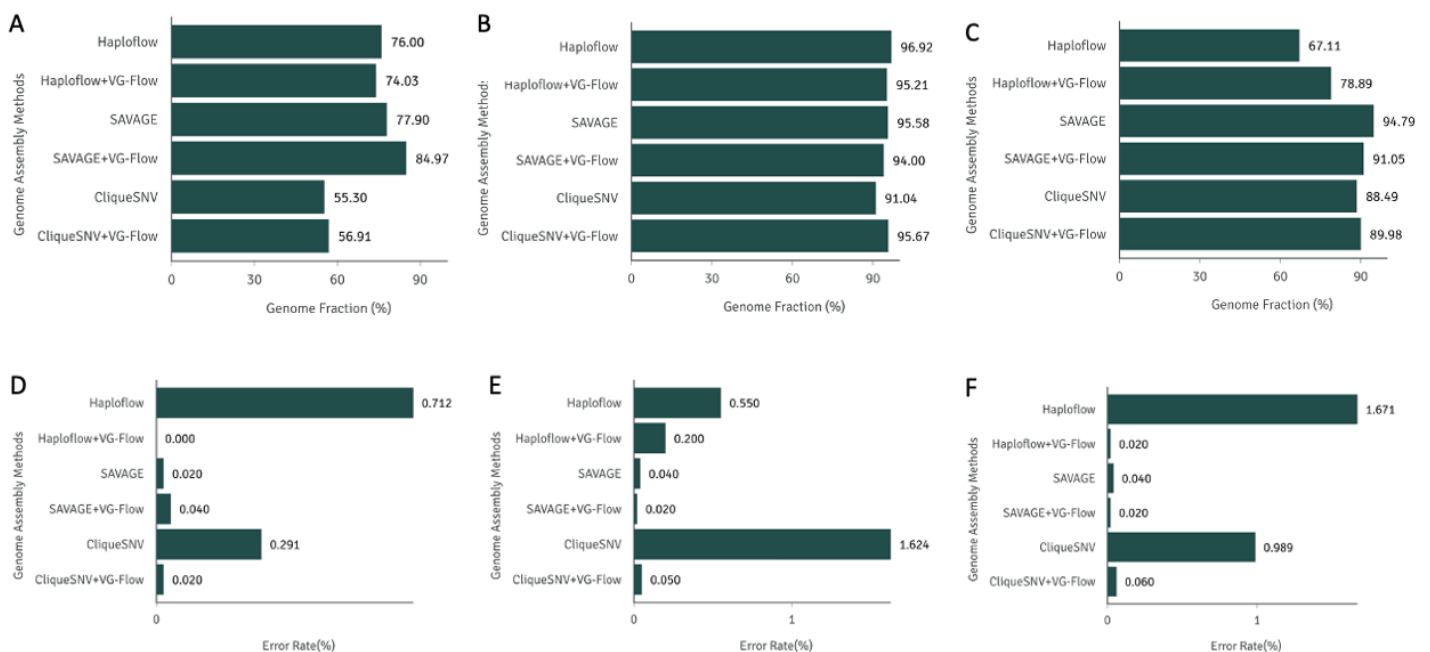 A
Genome Assembly Methods
Haploflow
76.00
Haploflow+VG-Flow
74.03
SAVAGE
77.90
SAVAGE+VG-Flow
84.97
CliqueSNV
55.30
CliqueSNV+VG-Flow
56.91
0 30 60 90
Genome Fraction (%)
B
Genome Assembly Method
Haploflow
96.92
Haploflow+VG-Flow
95.21
SAVAGE
95.58
SAVAGE+VG-Flow
94.00
CliqueSNV
91.04
CliqueSNV+VG-Flow
95.67
0 30 60 90
Genome Fraction (%)
C
Genome Assembly Methods
Haploflow
67.11
Haploflow+VG-Flow
78.89
SAVAGE
94.79
SAVAGE+VG-Flow
91.05
CliqueSNV
88.49
CliqueSNV+VG-Flow
89.98
0 30 60 90
Genome Fraction (%)
D
Genome Assembly Methods
Haploflow
0.712
Haploflow+VG-Flow
0.000
SAVAGE
0.020
SAVAGE+VG-Flow
0.040
CliqueSNV
0.291
CliqueSNV+VG-Flow
0.020
0
Error Rate(%)
E
Genome Assembly Methods
Haploflow
0.550
Haploflow+VG-Flow
0.200
SAVAGE
0.040
SAVAGE+VG-Flow
0.020
CliqueSNV
1.624
CliqueSNV+VG-Flow
0.050
0 1
Error Rate(%)
F
Genome Assembly Methods
Haploflow
1.671
Haploflow+VG-Flow
0.020
SAVAGE
0.040
SAVAGE+VG-Flow
0.020
CliqueSNV
0.989
CliqueSNV+VG-Flow
0.060
0 1
Error Rate(%)